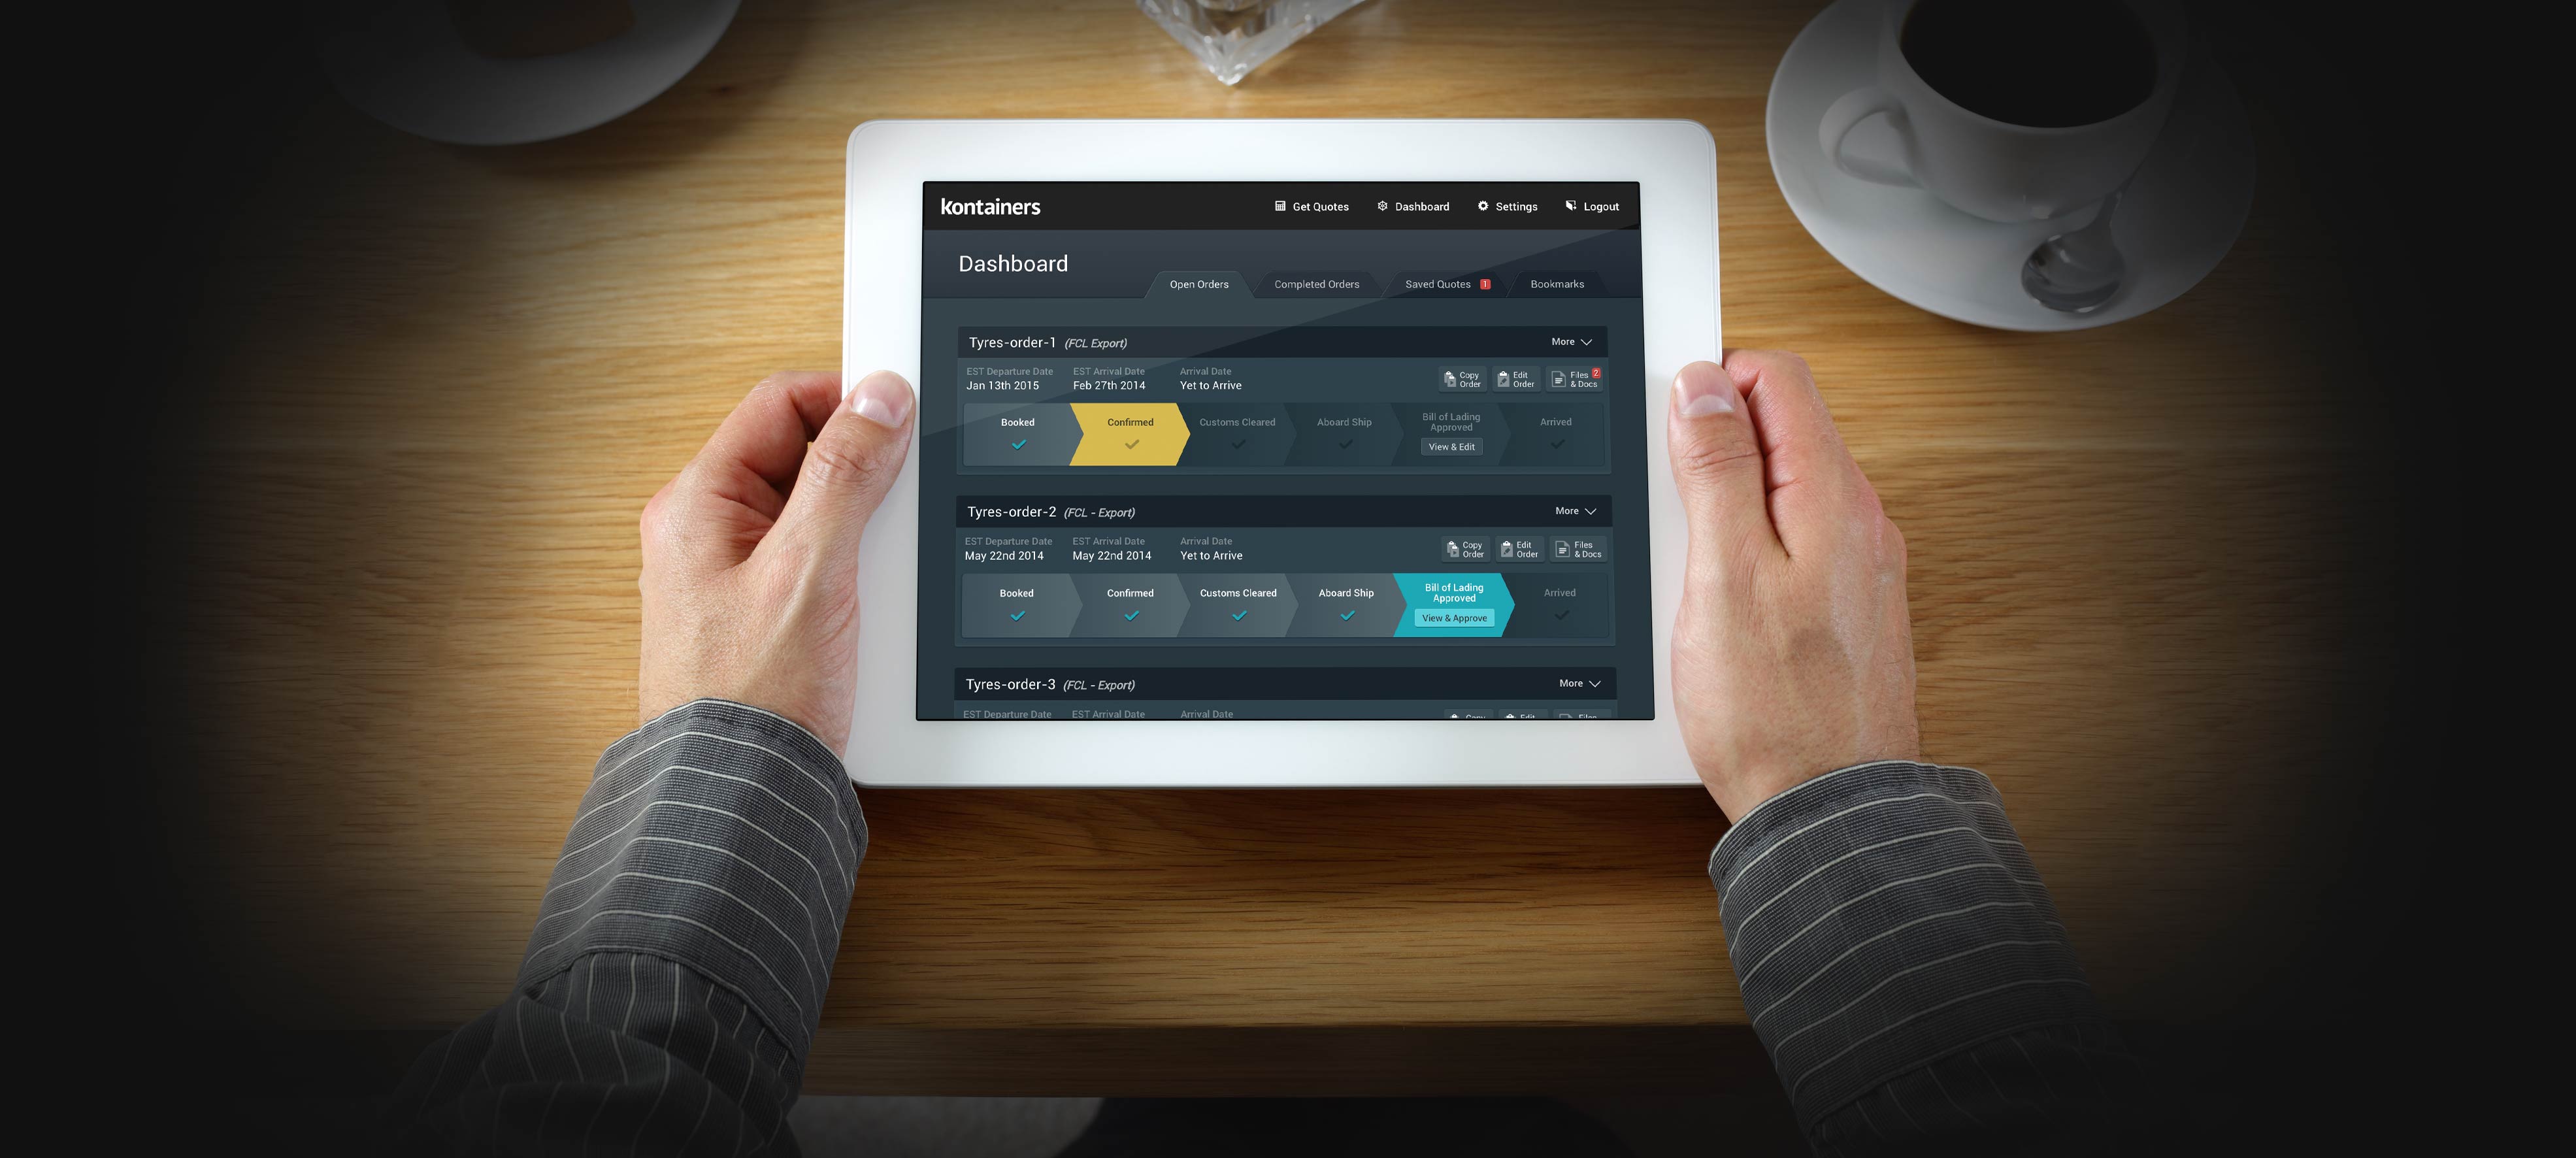 kontainers
Get Quotes Dashboard Settings Logout
Dashboard
Open Orders Completed Orders Saved Quotes 1 Bookmarks
Tyres-order-1 (FCL Export) More
EST Departure Date EST Arrival Date Arrival Date
Jan 13th 2015 Feb 27th 2014 Yet to Arrive
Copy
Order
Edit
Order
Files 2
& Docs
Booked
Confirmed
Customs Cleared
Aboard Ship
Bill of Lading
Approved
View & Edit
Arrived
Tyres-order-2 (FCL - Export) More
EST Departure Date EST Arrival Date Arrival Date
May 22nd 2014 May 22nd 2014 Yet to Arrive
Copy
Order
Edit
Order
Files
& Docs
Booked
Confirmed
Customs Cleared
Aboard Ship
Bill of Lading
Approved
View & Approve
Arrived
Tyres-order-3 (FCL - Export) More
EST Departure Date EST Arrival Date Arrival Date
Copy Edit Files